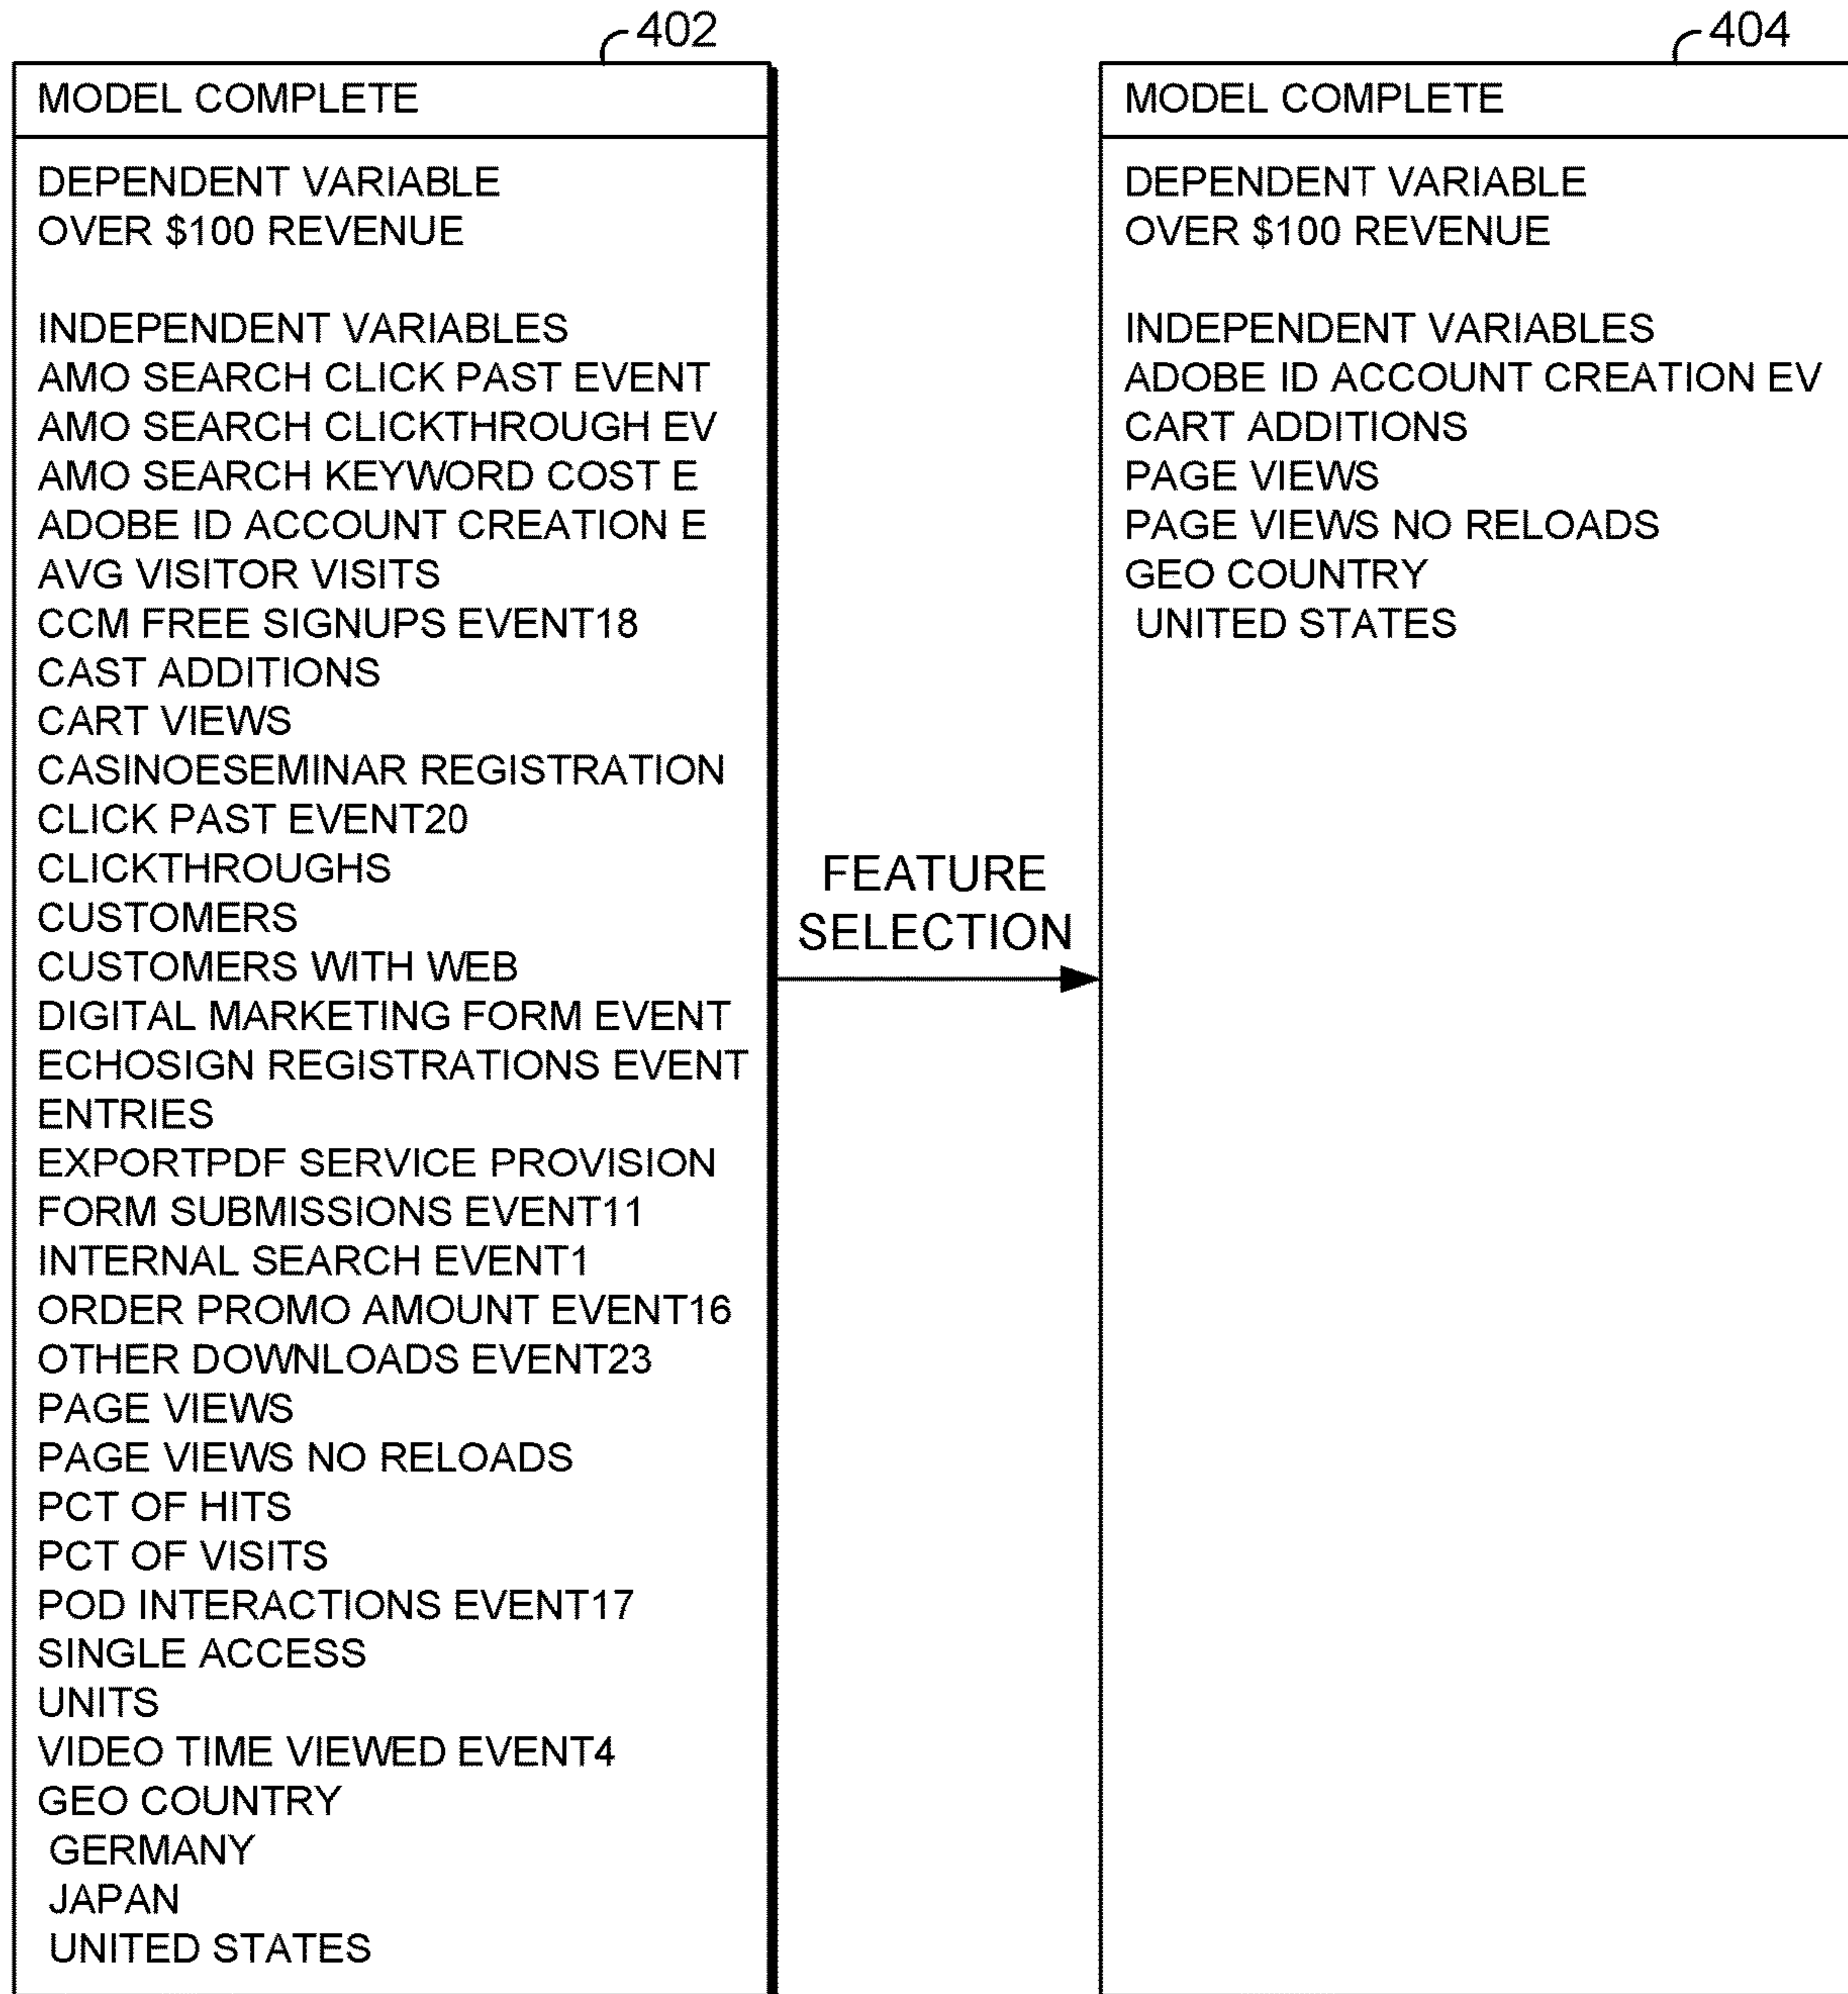 402
MODEL COMPLETE
DEPENDENT VARIABLE
OVER $100 REVENUE
INDEPENDENT VARIABLES
AMO SEARCH CLICK PAST EVENT
AMO SEARCH CLICKTHROUGH EV
AMO SEARCH KEYWORD COST E
ADOBE ID ACCOUNT CREATION E
AVG VISITOR VISITS
CCM FREE SIGNUPS EVENT18
CAST ADDITIONS
CART VIEWS
CASINOESEMINAR REGISTRATION
CLICK PAST EVENT20
CLICKTHROUGHS
CUSTOMERS
CUSTOMERS WITH WEB
DIGITAL MARKETING FORM EVENT
ECHOSIGN REGISTRATIONS EVENT
ENTRIES
EXPORTPDF SERVICE PROVISION
FORM SUBMISSIONS EVENT11
INTERNAL SEARCH EVENT1
ORDER PROMO AMOUNT EVENT16
OTHER DOWNLOADS EVENT23
PAGE VIEWS
PAGE VIEWS NO RELOADS
PCT OF HITS
PCT OF VISITS
POD INTERACTIONS EVENT17
SINGLE ACCESS
UNITS
VIDEO TIME VIEWED EVENT4
GEO COUNTRY
GERMANY
JAPAN
UNITED STATES
FEATURE
SELECTION
404
MODEL COMPLETE
DEPENDENT VARIABLE
OVER $100 REVENUE
INDEPENDENT VARIABLES
ADOBE ID ACCOUNT CREATION EV
CART ADDITIONS
PAGE VIEWS
PAGE VIEWS NO RELOADS
GEO COUNTRY
UNITED STATES